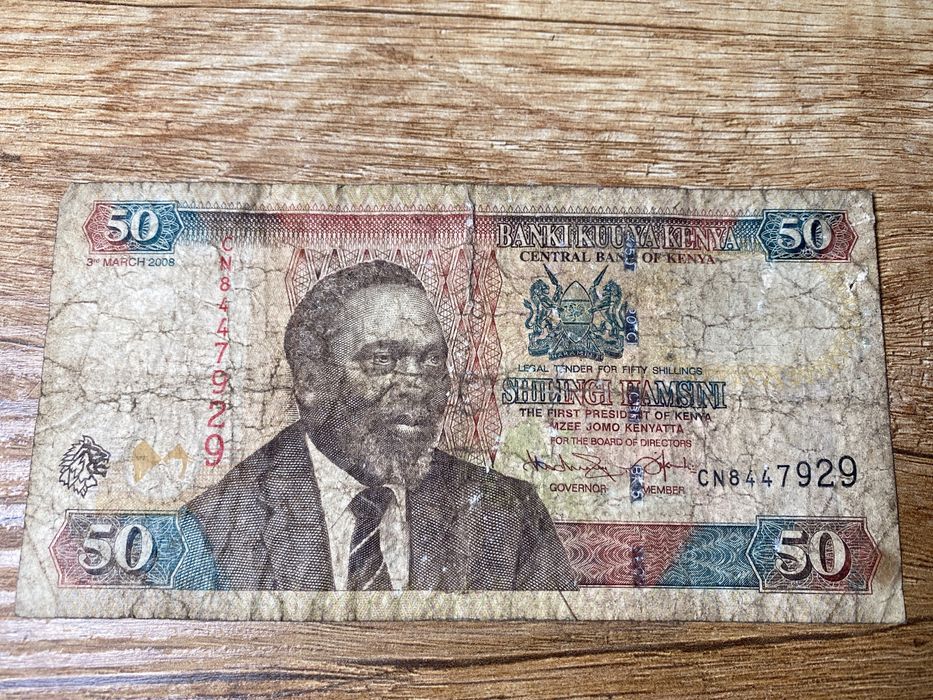 50
3rd MARCH 2008
CN8447929
BANKI KUU YA KENYA
CENTRAL BANK OF KENYA
50
HARAMBEE
LEGAL TENDER FOR FIFTY SHILLINGS
SHILINGI HAMSINI
THE FIRST PRESIDENT OF KENYA
MZEE JOMO KENYATTA
FOR THE BOARD OF DIRECTORS
GOVERNOR
MEMBER
CN8447929
50
50